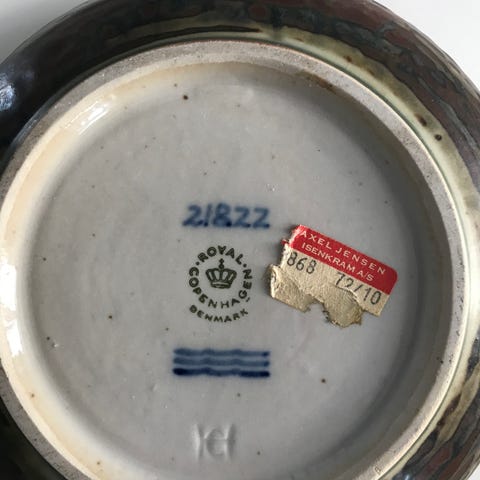 21822
ROYAL
COPENHAGEN
DENMARK
AXEL JENSEN
ISENKRAM A/S
868 72/10